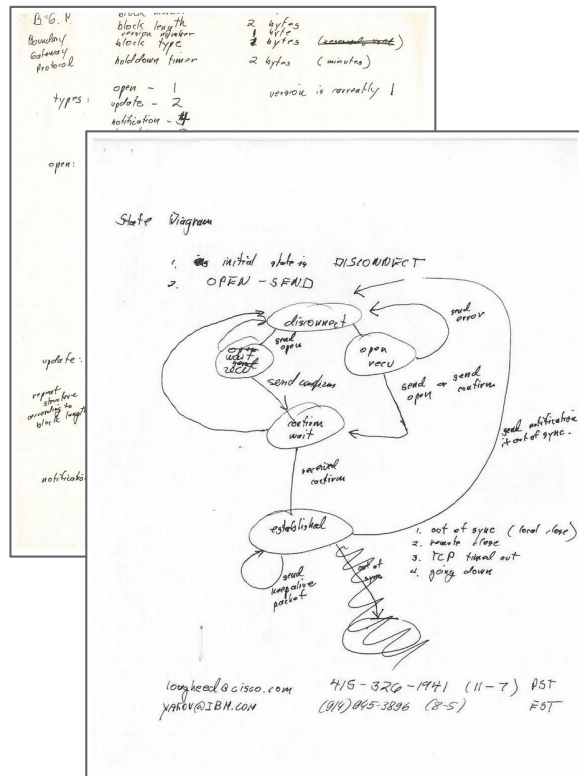 B.G.P.
Boundary
Gateway
Protocol
block length 2 bytes
version number 1 byte
block type bytes
holddown timer 2 bytes (minutes)
types: open - 1 version is currently 1
update - 2
notification - 4
open:
update:
repeat
structure
according to
block length
State Diagram
1. initial state is DISCONNECT
2. OPEN - SEND
disconnect
send
error
send
open
open
wait
recv
open
recv
send confirm
send or send
open confirm
confirm
wait
send notification
if out of sync.
received
confirm
established
1. out of sync (local close)
2. remote close
3. TCP timed out
4. going down
out of
sync
send
keepalive
packet
lougheed@cisco.com 415-326-1941 (11-7) PST
YAKOV@IBM.COM (914) 945-3896 (8-5) EST